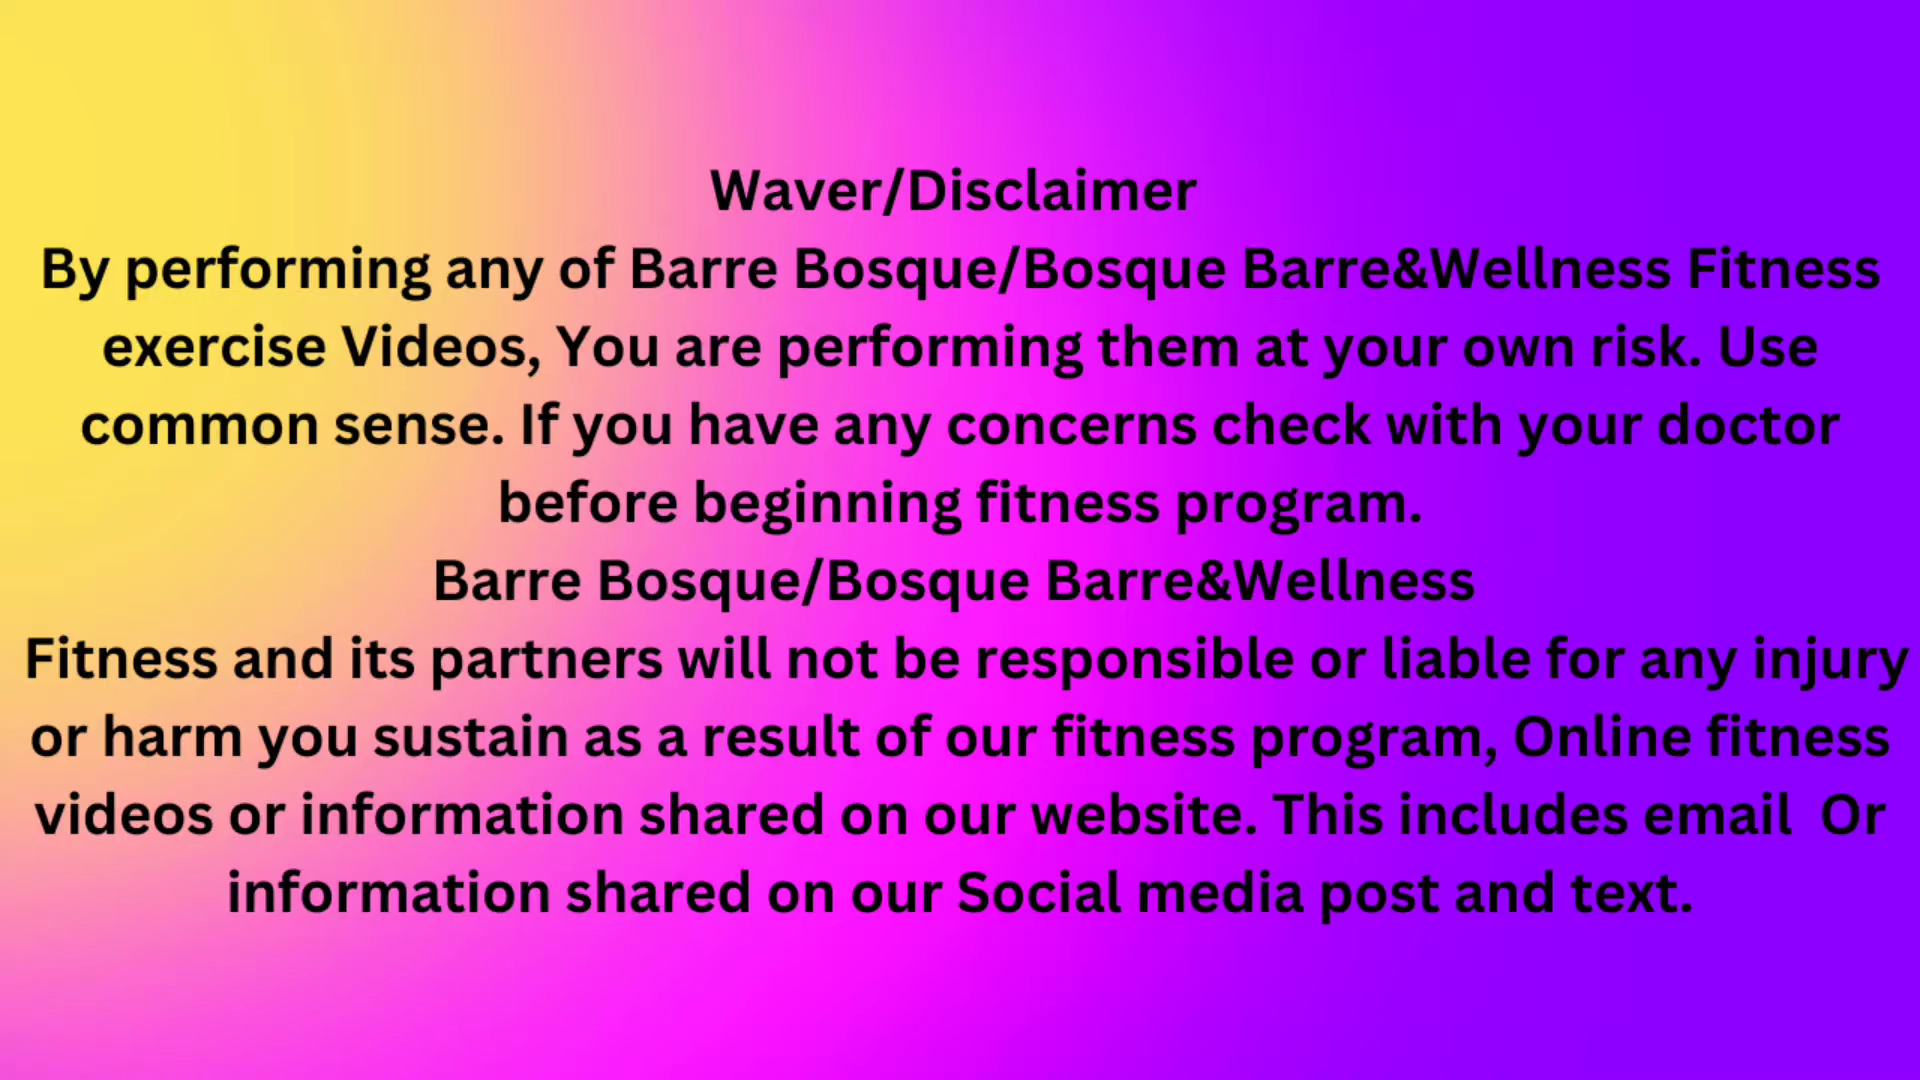 Waver/Disclaimer
By performing any of Barre Bosque/Bosque Barre&Wellness Fitness
exercise Videos, You are performing them at your own risk. Use
common sense. If you have any concerns check with your doctor
before beginning fitness program.
Barre Bosque/Bosque Barre&Wellness
Fitness and its partners will not be responsible or liable for any injury
or harm you sustain as a result of our fitness program, Online fitness
videos or information shared on our website. This includes email  Or
information shared on our Social media post and text.